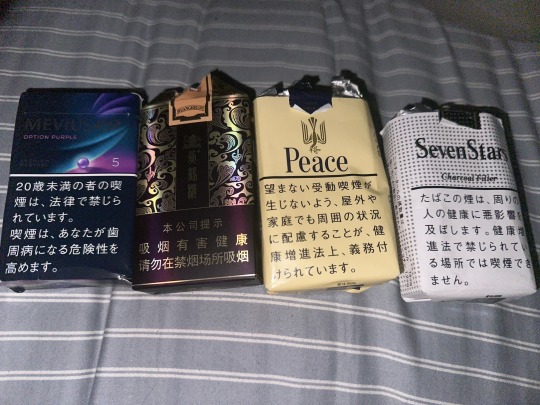 MEVIUS
OPTION PURPLE
5
20歳未満の者の喫
煙は、法律で禁じら
れています。
喫煙は、あなたが歯
周病になる危険性を
高めます。
本公司提示
吸烟有害健康
请勿在禁烟场所吸烟
Peace
望まない受動喫煙が
生じないよう、屋外や
家庭でも周囲の状況
に配慮することが、健
康増進法上、義務付
けられています。
SevenStars
Charcoal Filter
たばこの煙は、周りの
人の健康に悪影響を
及ぼします。健康増
進法で禁じられてい
る場所では喫煙でき
ません。